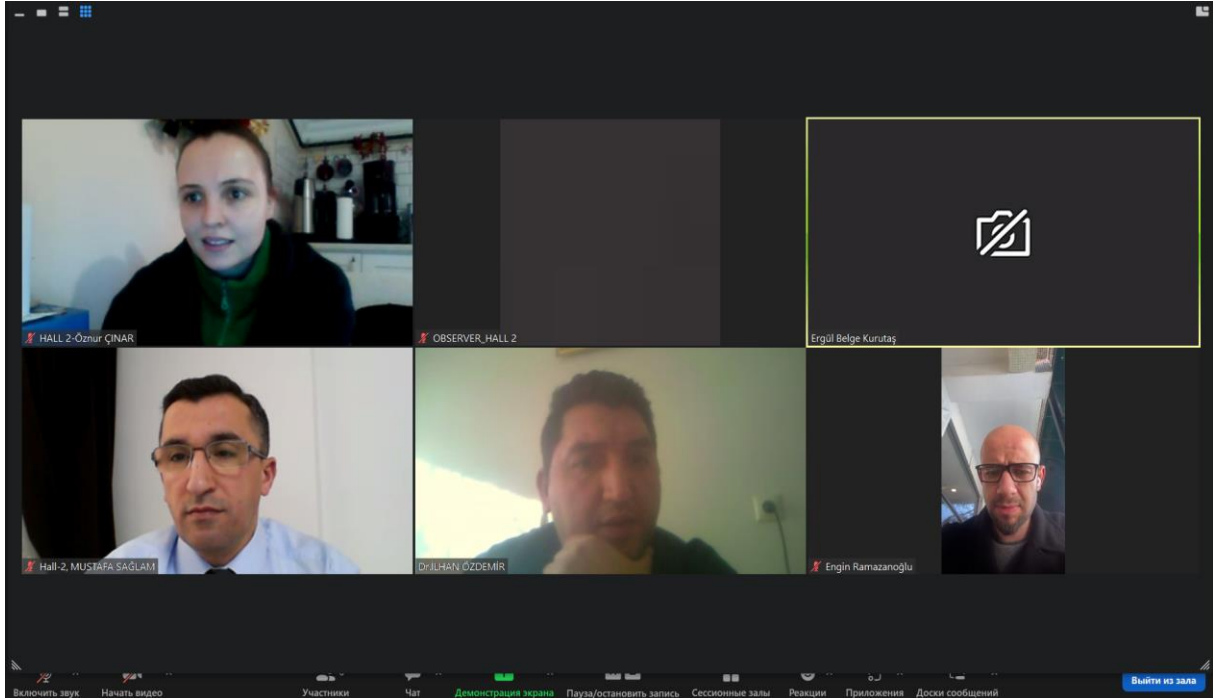 HALL 2-Öznur ÇINAR
OBSERVER_HALL 2
Ergül Belge Kurutaş
Hall-2, MUSTAFA SAĞLAM
Dr.İLHAN ÖZDEMİR
Engin Ramazanoğlu
Включить звук
Начать видео
Участники
Чат
Демонстрация экрана
Пауза/остановить запись
Сессионные залы
Реакции
Приложения
Доски сообщений
Выйти из зала